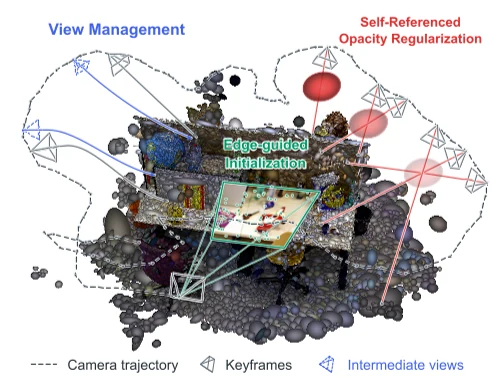 View Management
Self-Referenced
Opacity Regularization
Edge-guided
Initialization
Camera trajectory
Keyframes
Intermediate views